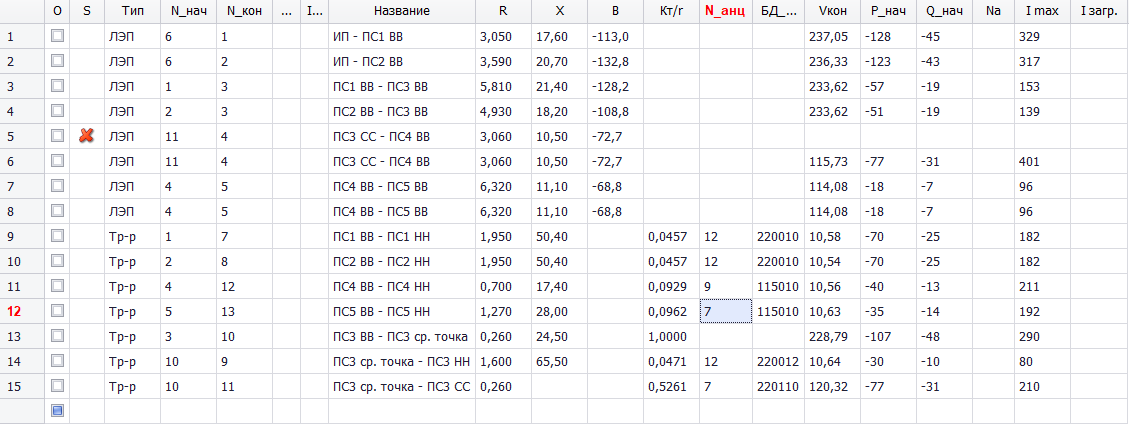 O S Тип N_нач N_кон ... I... Название R X B Кт/r N_анц БД_... Vкон P_нач Q_нач Na I max I загр.
1 ЛЭП 6 1 ИП - ПС1 ВВ 3,050 17,60 -113,0 237,05 -128 -45 329
2 ЛЭП 6 2 ИП - ПС2 ВВ 3,590 20,70 -132,8 236,33 -123 -43 317
3 ЛЭП 1 3 ПС1 ВВ - ПС3 ВВ 5,810 21,40 -128,2 233,62 -57 -19 153
4 ЛЭП 2 3 ПС2 ВВ - ПС3 ВВ 4,930 18,20 -108,8 233,62 -51 -19 139
5 ЛЭП 11 4 ПС3 СС - ПС4 ВВ 3,060 10,50 -72,7
6 ЛЭП 11 4 ПС3 СС - ПС4 ВВ 3,060 10,50 -72,7 115,73 -77 -31 401
7 ЛЭП 4 5 ПС4 ВВ - ПС5 ВВ 6,320 11,10 -68,8 114,08 -18 -7 96
8 ЛЭП 4 5 ПС4 ВВ - ПС5 ВВ 6,320 11,10 -68,8 114,08 -18 -7 96
9 Тр-р 1 7 ПС1 ВВ - ПС1 НН 1,950 50,40 0,0457 12 220010 10,58 -70 -25 182
10 Тр-р 2 8 ПС2 ВВ - ПС2 НН 1,950 50,40 0,0457 12 220010 10,54 -70 -25 182
11 Тр-р 4 12 ПС4 ВВ - ПС4 НН 0,700 17,40 0,0929 9 115010 10,56 -40 -13 211
12 Тр-р 5 13 ПС5 ВВ - ПС5 НН 1,270 28,00 0,0962 7 115010 10,63 -35 -14 192
13 Тр-р 3 10 ПС3 ВВ - ПС3 ср. точка 0,260 24,50 1,0000 228,79 -107 -48 290
14 Тр-р 10 9 ПС3 ср. точка - ПС3 НН 1,600 65,50 0,0471 12 220012 10,64 -30 -10 80
15 Тр-р 10 11 ПС3 ср. точка - ПС3 СС 0,260 0,5261 7 220110 120,32 -77 -31 210